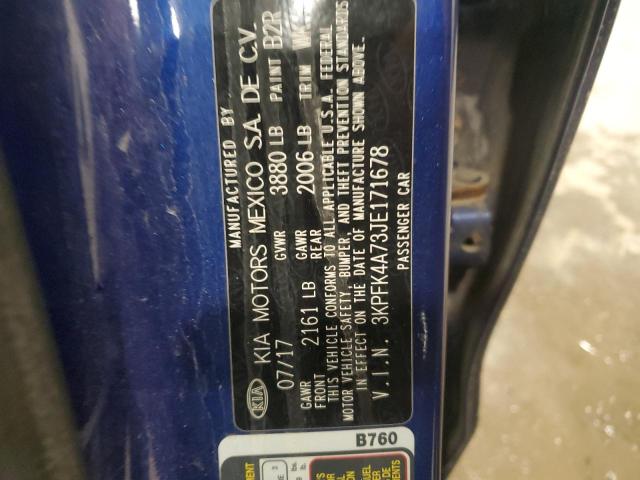 MANUFACTURED BY
KIA KIA MOTORS MEXICO S.A. DE C.V.
07/17 GVWR 3880 LB PAINT B2R
GAWR FRONT 2161 LB GAWR REAR 2006 LB TRIM
THIS VEHICLE CONFORMS TO ALL APPLICABLE U.S.A. FEDERAL
MOTOR VEHICLE SAFETY, BUMPER, AND THEFT PREVENTION STANDARDS
IN EFFECT ON THE DATE OF MANUFACTURE SHOWN ABOVE.
V.I.N. 3KPFK4A73JE171678
PASSENGER CAR
B760